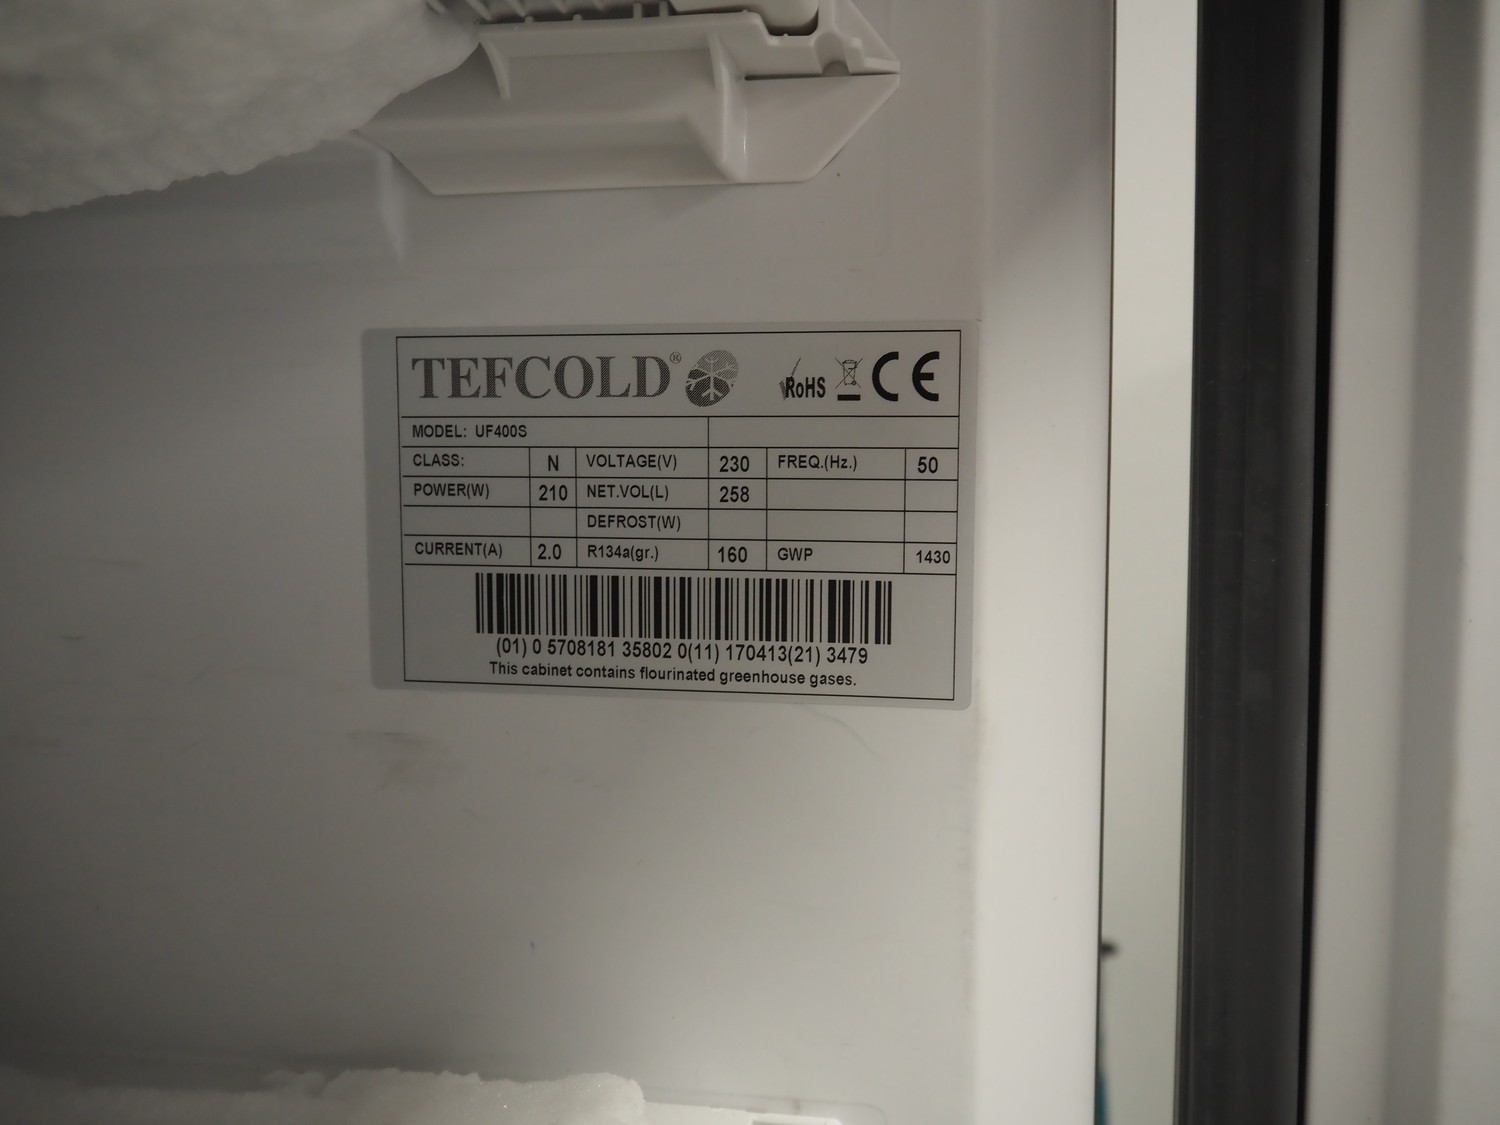 TEFCOLD® RoHS CE
MODEL: UF400S
CLASS: N VOLTAGE(V) 230 FREQ.(Hz.) 50
POWER(W) 210 NET.VOL(L) 258
DEFROST(W)
CURRENT(A) 2.0 R134a(gr.) 160 GWP 1430
(01) 0 5708181 35802 0(11) 170413(21) 3479
This cabinet contains flourinated greenhouse gases.